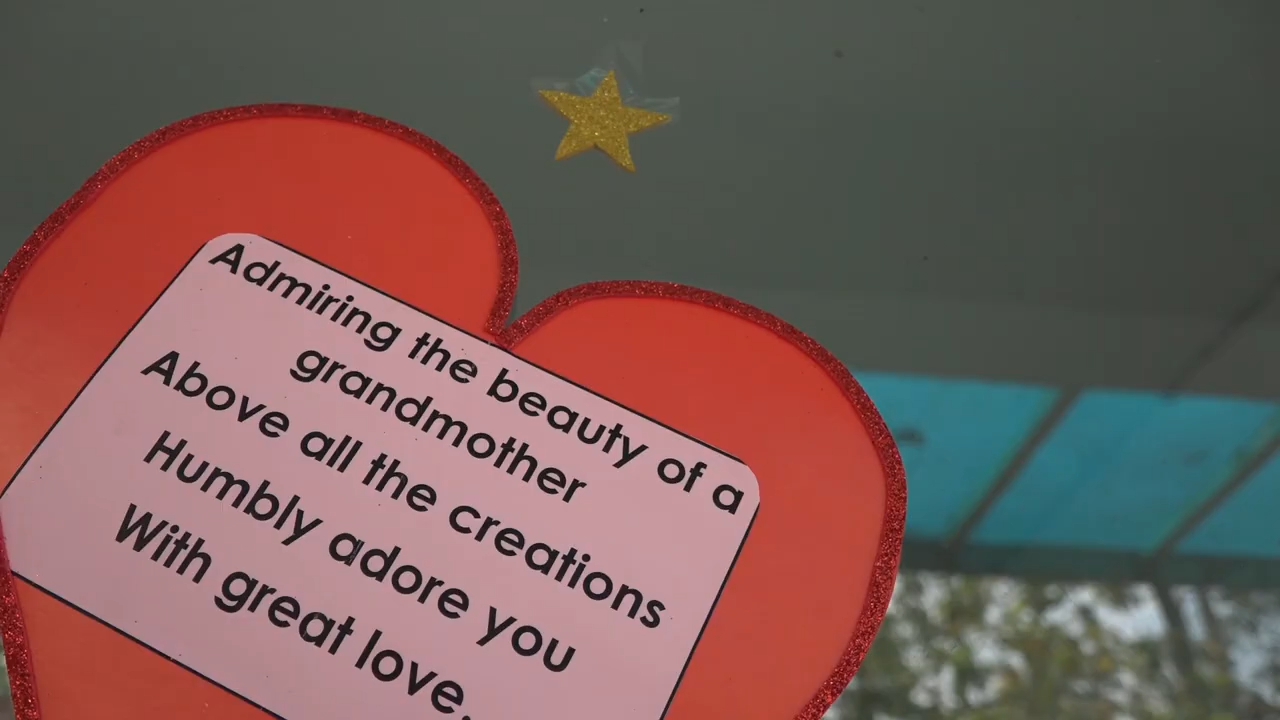 Admiring the beauty of a
grandmother
Above all the creations
Humbly adore you
With great love.